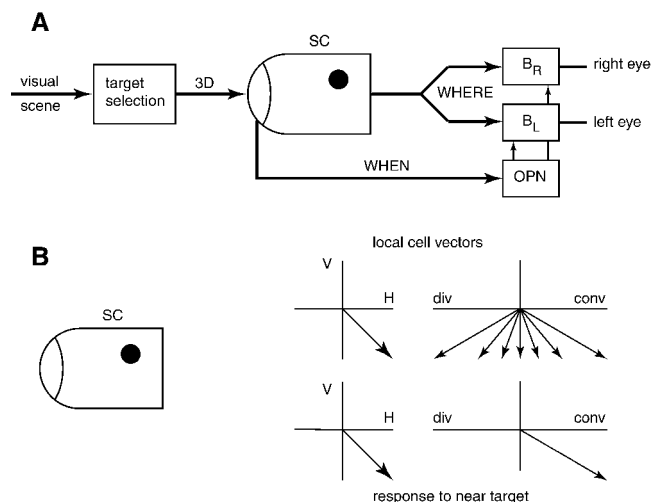 A
SC
visual
scene
target
selection
3D
WHERE
B_R
right eye
B_L
left eye
WHEN
OPN
B
local cell vectors
SC
V
H
div
conv
V
H
div
conv
response to near target